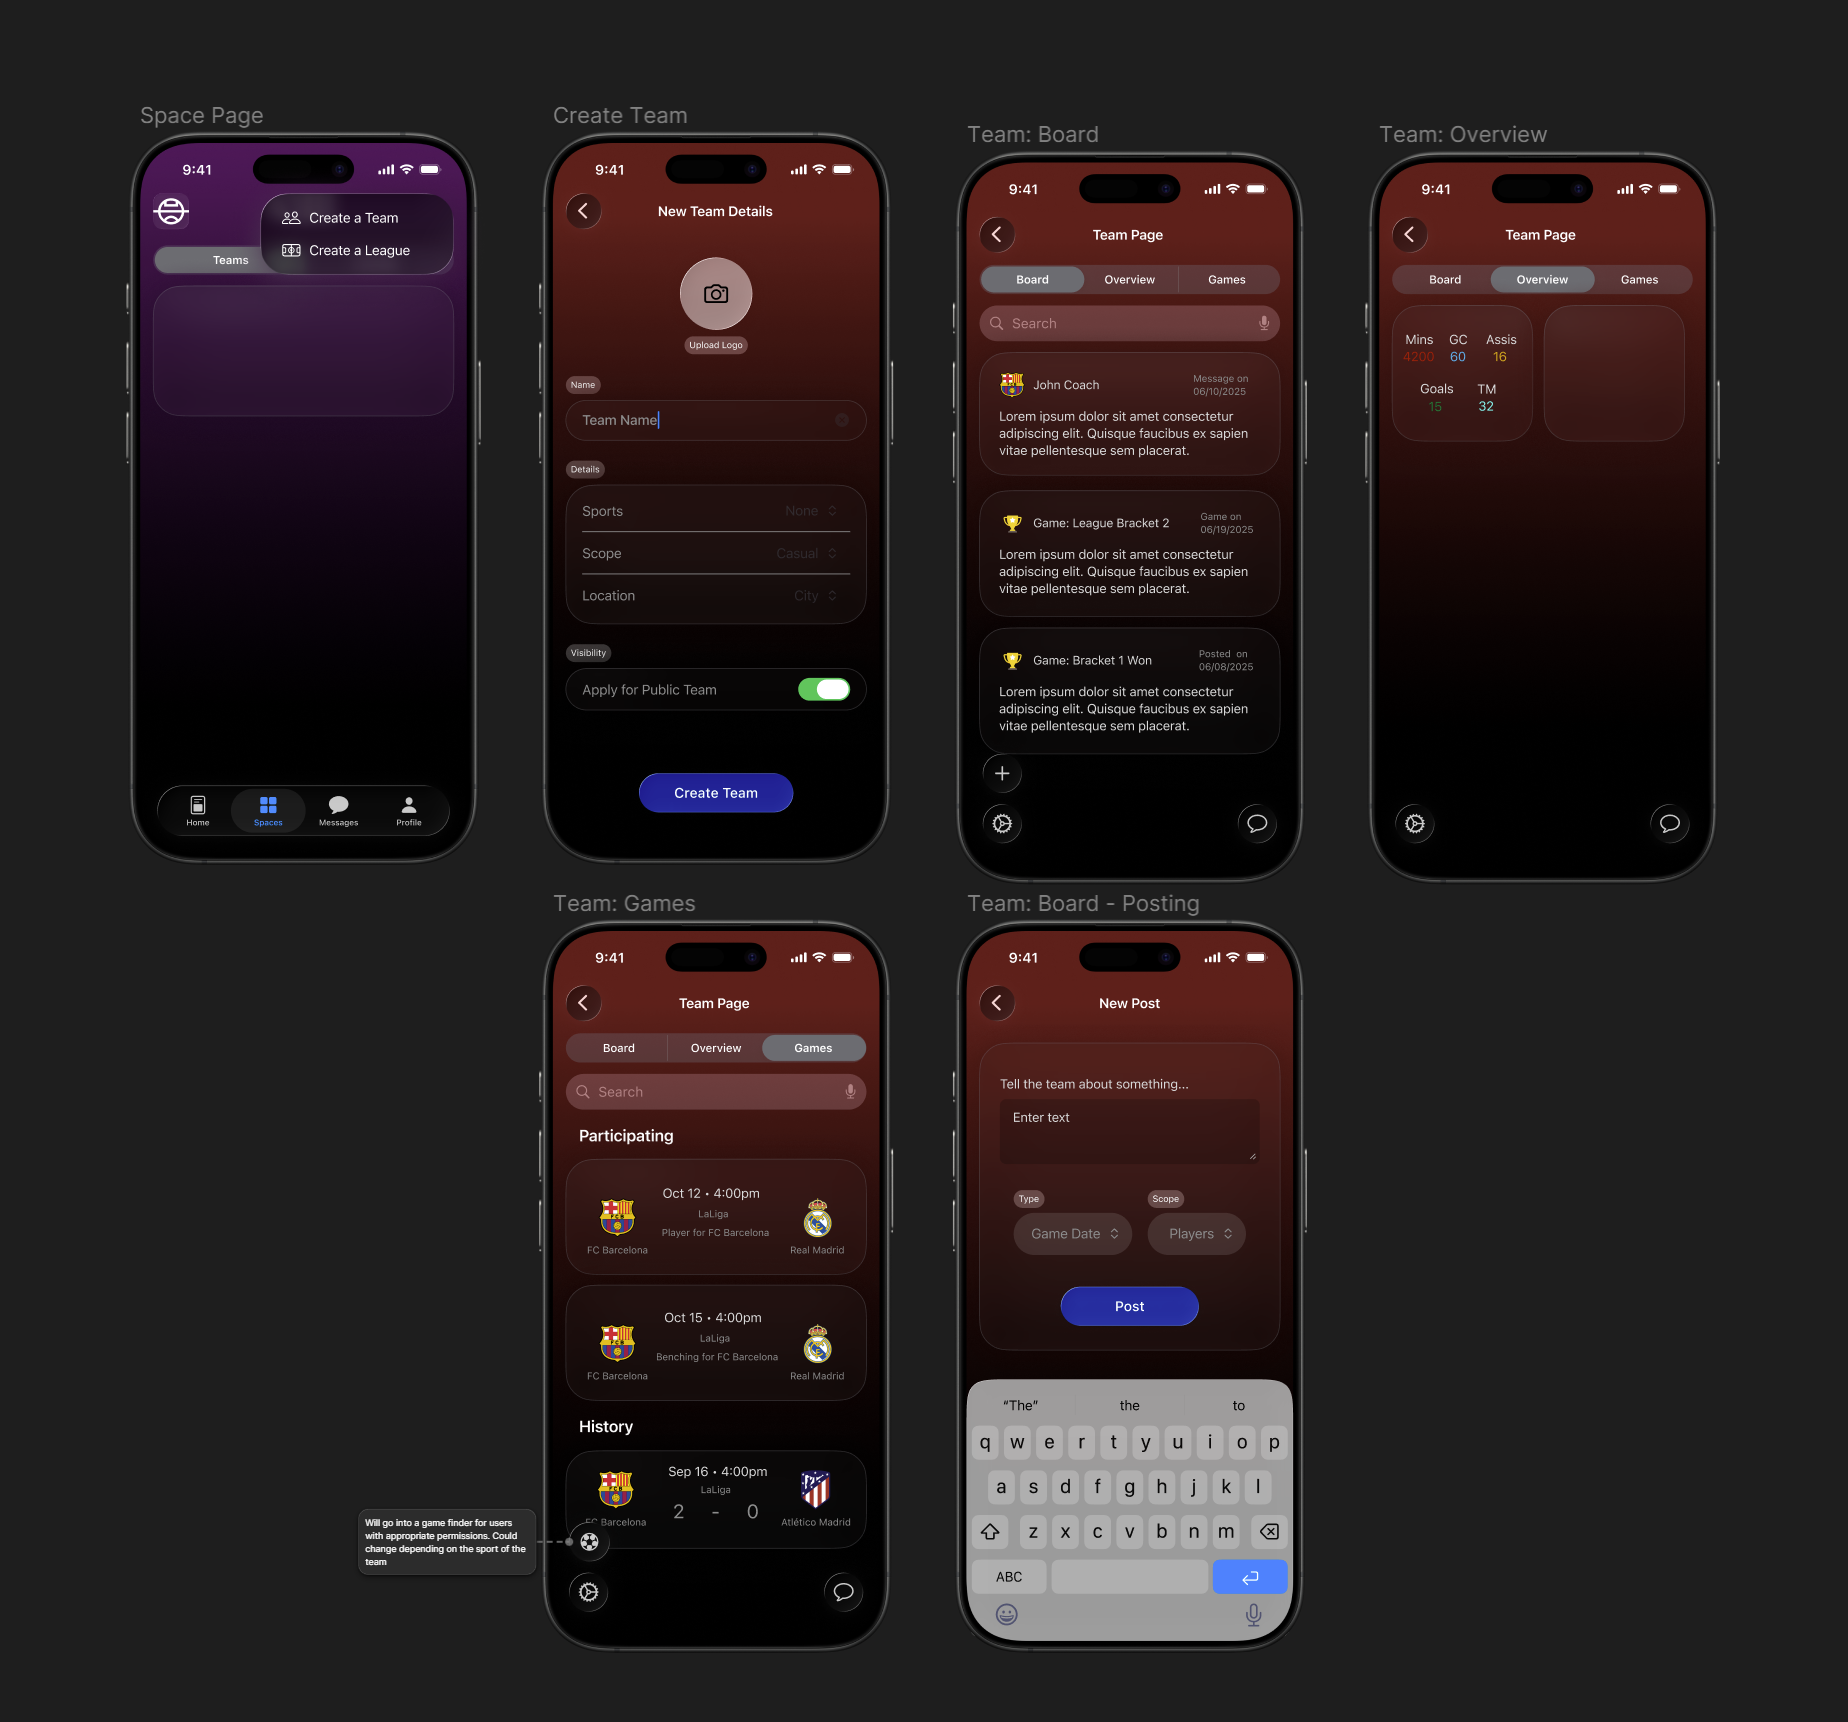 Space Page
9:41
Create a Team
Create a League
Teams
Home
Spaces
Messages
Profile
Create Team
9:41
New Team Details
Upload Logo
Name
Team Name
Details
Sports
None
Scope
Casual
Location
City
Visibility
Apply for Public Team
Create Team
Team: Board
9:41
Team Page
Board
Overview
Games
Search
John Coach
Message on
06/10/2025
Lorem ipsum dolor sit amet consectetur
adipiscing elit. Quisque faucibus ex sapien
vitae pellentesque sem placerat.
Game: League Bracket 2
Game on
06/19/2025
Lorem ipsum dolor sit amet consectetur
adipiscing elit. Quisque faucibus ex sapien
vitae pellentesque sem placerat.
Game: Bracket 1 Won
Posted on
06/08/2025
Lorem ipsum dolor sit amet consectetur
adipiscing elit. Quisque faucibus ex sapien
vitae pellentesque sem placerat.
Team: Overview
9:41
Team Page
Board
Overview
Games
Mins GC Assis
4200 60 16
Goals TM
15 32
Team: Games
9:41
Team Page
Board
Overview
Games
Search
Participating
Oct 12 • 4:00pm
LaLiga
Player for FC Barcelona
FC Barcelona
Real Madrid
Oct 15 • 4:00pm
LaLiga
Benching for FC Barcelona
FC Barcelona
Real Madrid
History
Sep 16 • 4:00pm
LaLiga
2 - 0
FC Barcelona
Atlético Madrid
Will go into a game finder for users
with appropriate permissions. Could
change depending on the sport of the
team
Team: Board - Posting
9:41
New Post
Tell the team about something...
Enter text
Type
Scope
Game Date
Players
Post
“The” the to
q w e r t y u i o p
a s d f g h j k l
z x c v b n m
ABC